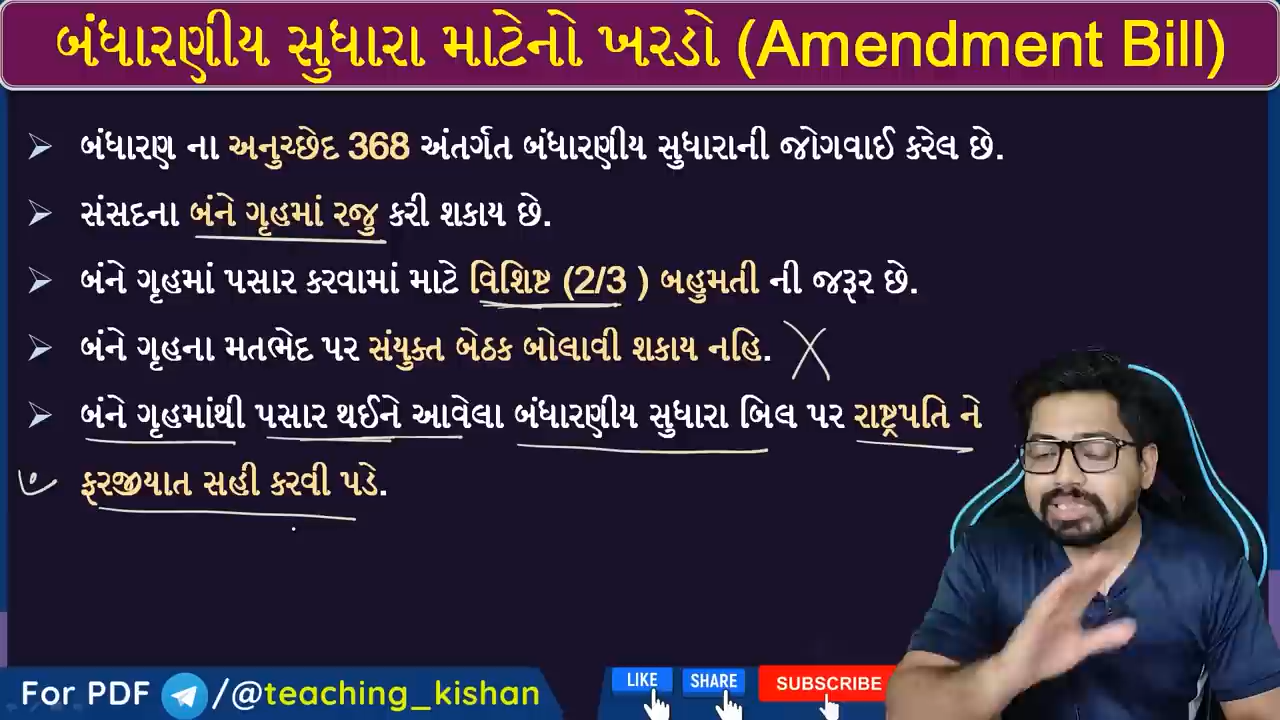 બંધારણીય સુધારા માટેનો ખરડો (Amendment Bill)
બંધારણ ના અનુચ્છેદ 368 અંતર્ગત બંધારણીય સુધારાની જોગવાઈ કરેલ છે.
સંસદના બંને ગૃહમાં રજુ કરી શકાય છે.
બંને ગૃહમાં પસાર કરવામાં માટે વિશિષ્ટ (2/3 ) બહુમતી ની જરૂર છે.
બંને ગૃહના મતભેદ પર સંયુક્ત બેઠક બોલાવી શકાય નહિ.
બંને ગૃહમાંથી પસાર થઈને આવેલા બંધારણીય સુધારા બિલ પર રાષ્ટ્રપતિ ને
ફરજીયાત સહી કરવી પડે.
For PDF /@teaching_kishan
LIKE SHARE SUBSCRIBE